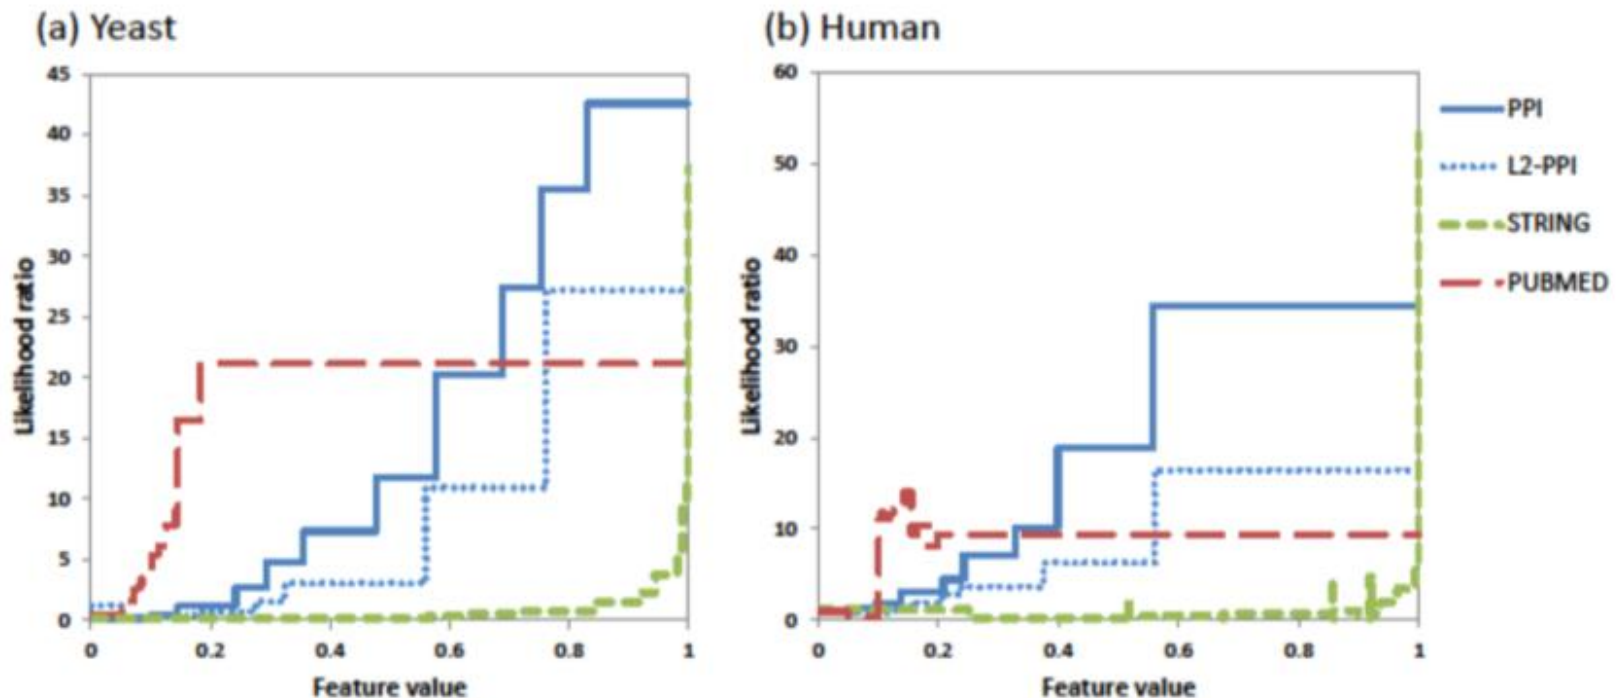 (a) Yeast
45
40
35
30
25
20
15
10
5
0
Likelihood ratio
0 0.2 0.4 0.6 0.8 1
Feature value
(b) Human
60
50
40
30
20
10
0
Likelihood ratio
0 0.2 0.4 0.6 0.8 1
Feature value
PPI
L2-PPI
STRING
PUBMED